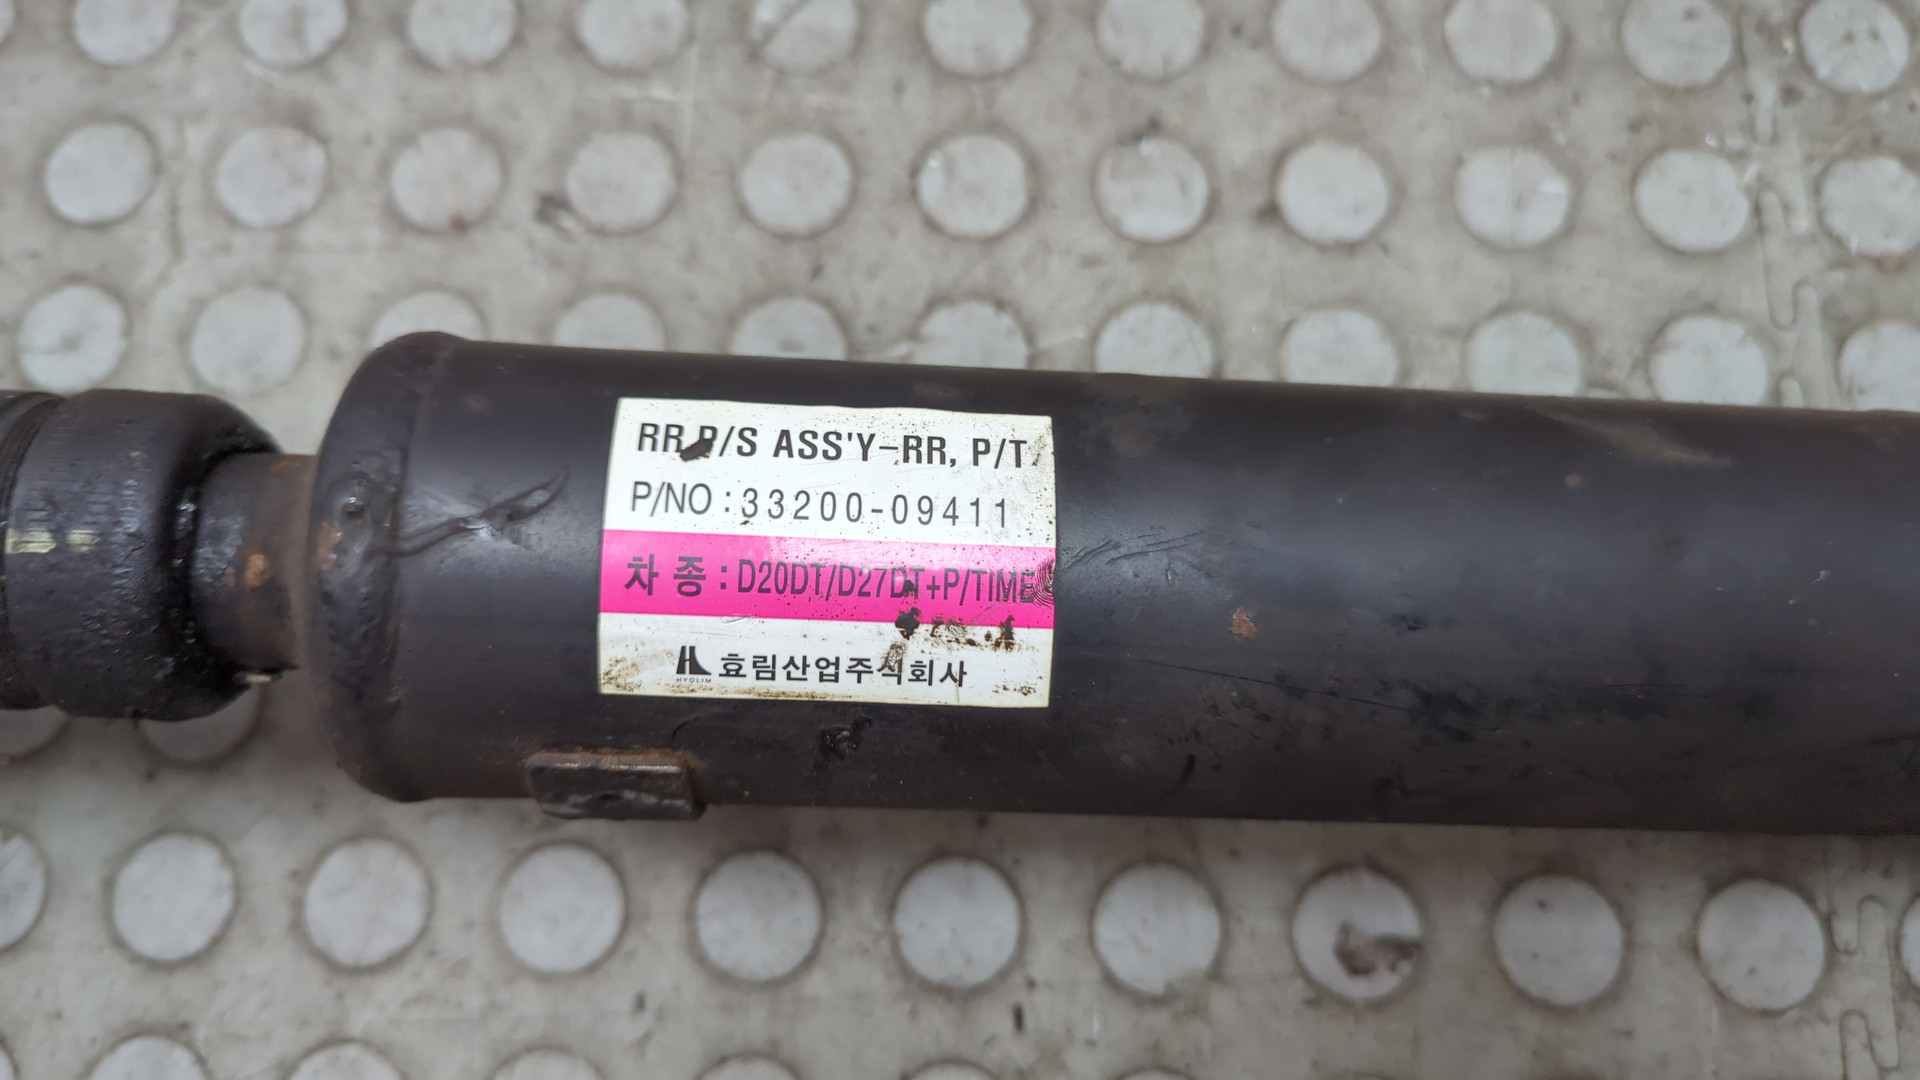 RR P/S ASS'Y-RR, P/T
P/NO : 33200-09411
차 종 : D20DT/D27DT+P/TIME
HYOLIM 효림산업주식회사